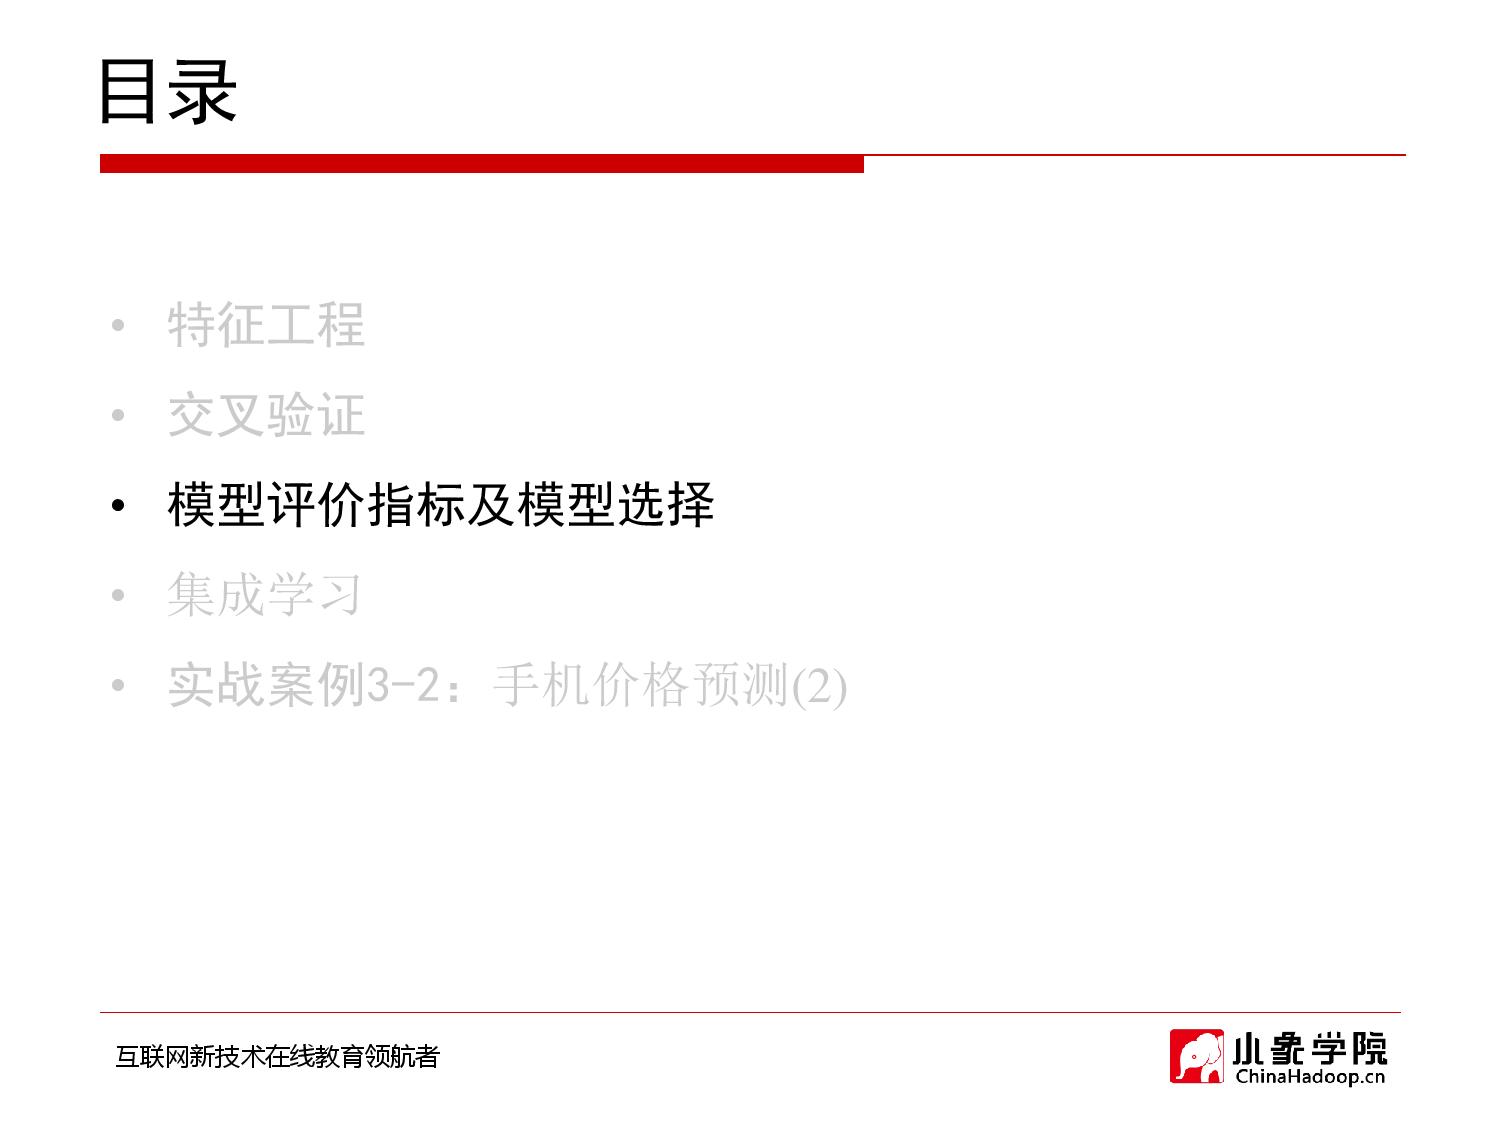 目录
• 特征工程
• 交叉验证
• 模型评价指标及模型选择
• 集成学习
• 实战案例3-2：手机价格预测(2)
互联网新技术在线教育领航者
小象学院
ChinaHadoop.cn